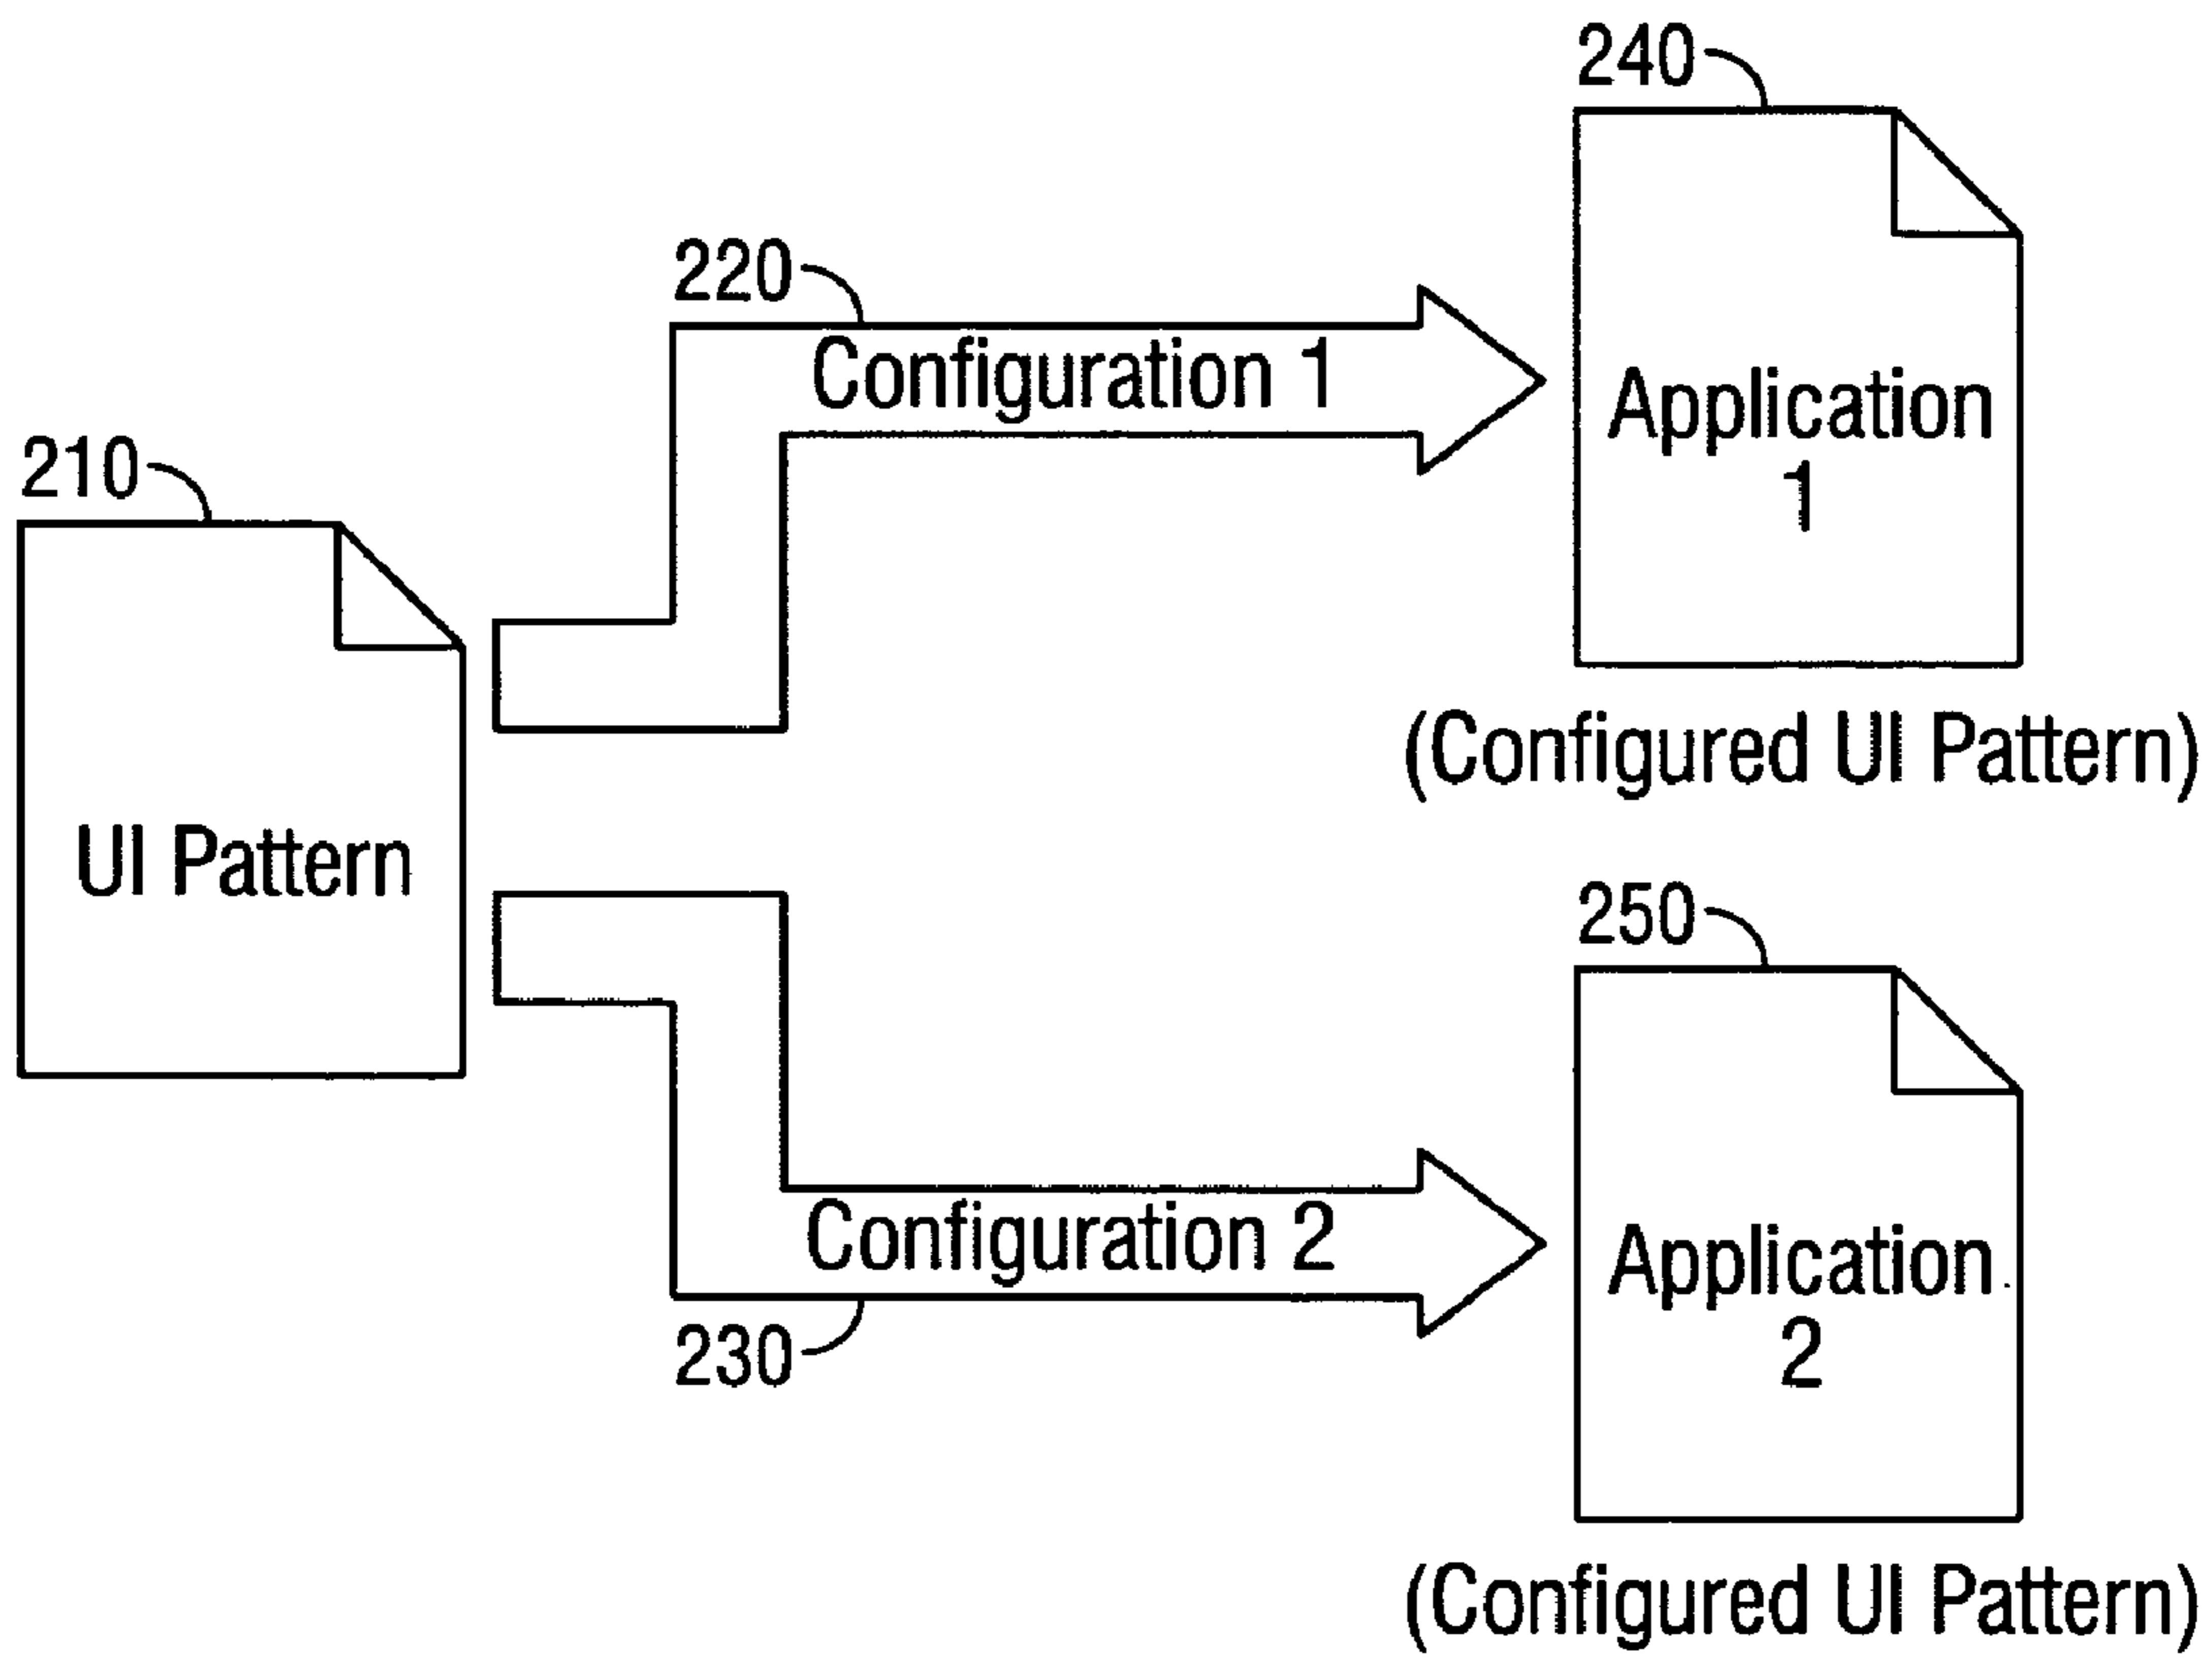 240
220
Configuration 1
Application
1
210
(Configured UI Pattern)
UI Pattern
250
Configuration 2
Application
2
230
(Configured UI Pattern)